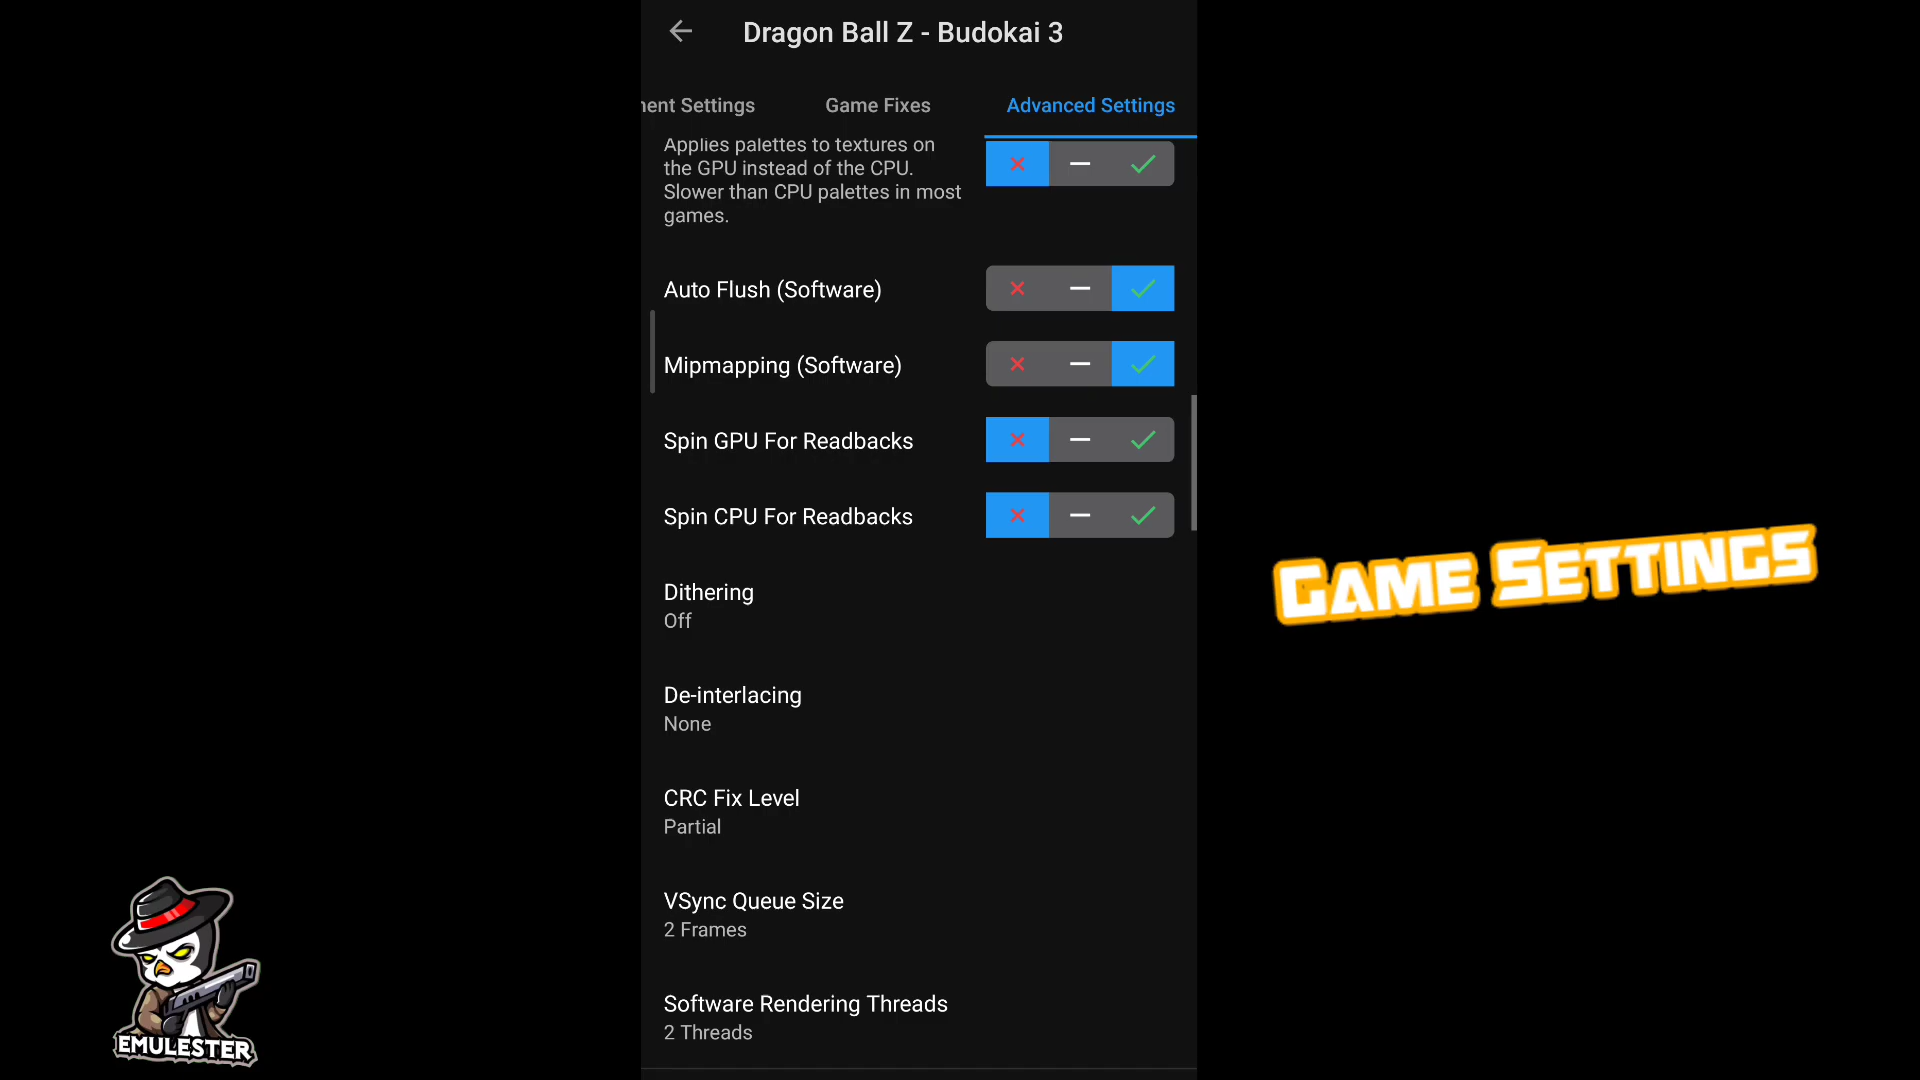 Dragon Ball Z - Budokai 3
ment Settings
Game Fixes
Advanced Settings
Applies palettes to textures on
the GPU instead of the CPU.
Slower than CPU palettes in most
games.
Auto Flush (Software)
Mipmapping (Software)
Spin GPU For Readbacks
Spin CPU For Readbacks
Dithering
Off
De-interlacing
None
CRC Fix Level
Partial
VSync Queue Size
2 Frames
Software Rendering Threads
2 Threads
GAME SETTINGS
EMULESTER